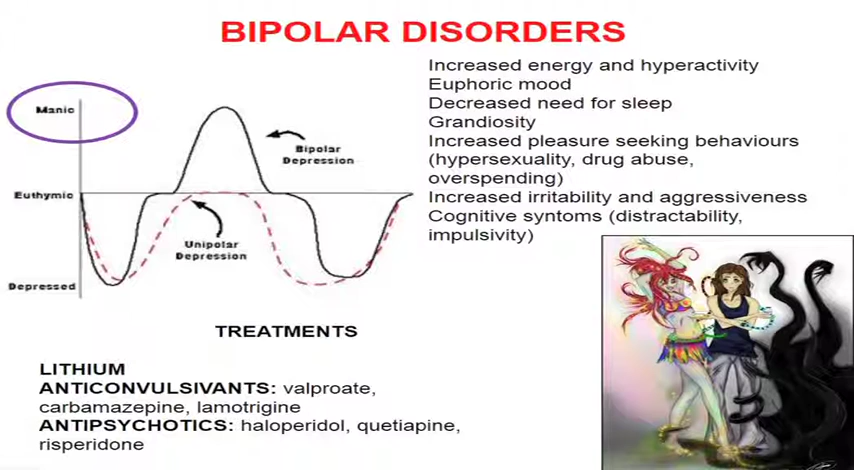 BIPOLAR DISORDERS
Increased energy and hyperactivity
Euphoric mood
Decreased need for sleep
Grandiosity
Increased pleasure seeking behaviours
(hypersexuality, drug abuse,
overspending)
Increased irritability and aggressiveness
Cognitive syntoms (distractability,
impulsivity)
Manic
Bipolar
Depression
Euthymic
Unipolar
Depression
Depressed
TREATMENTS
LITHIUM
ANTICONVULSIVANTS: valproate,
carbamazepine, lamotrigine
ANTIPSYCHOTICS: haloperidol, quetiapine,
risperidone